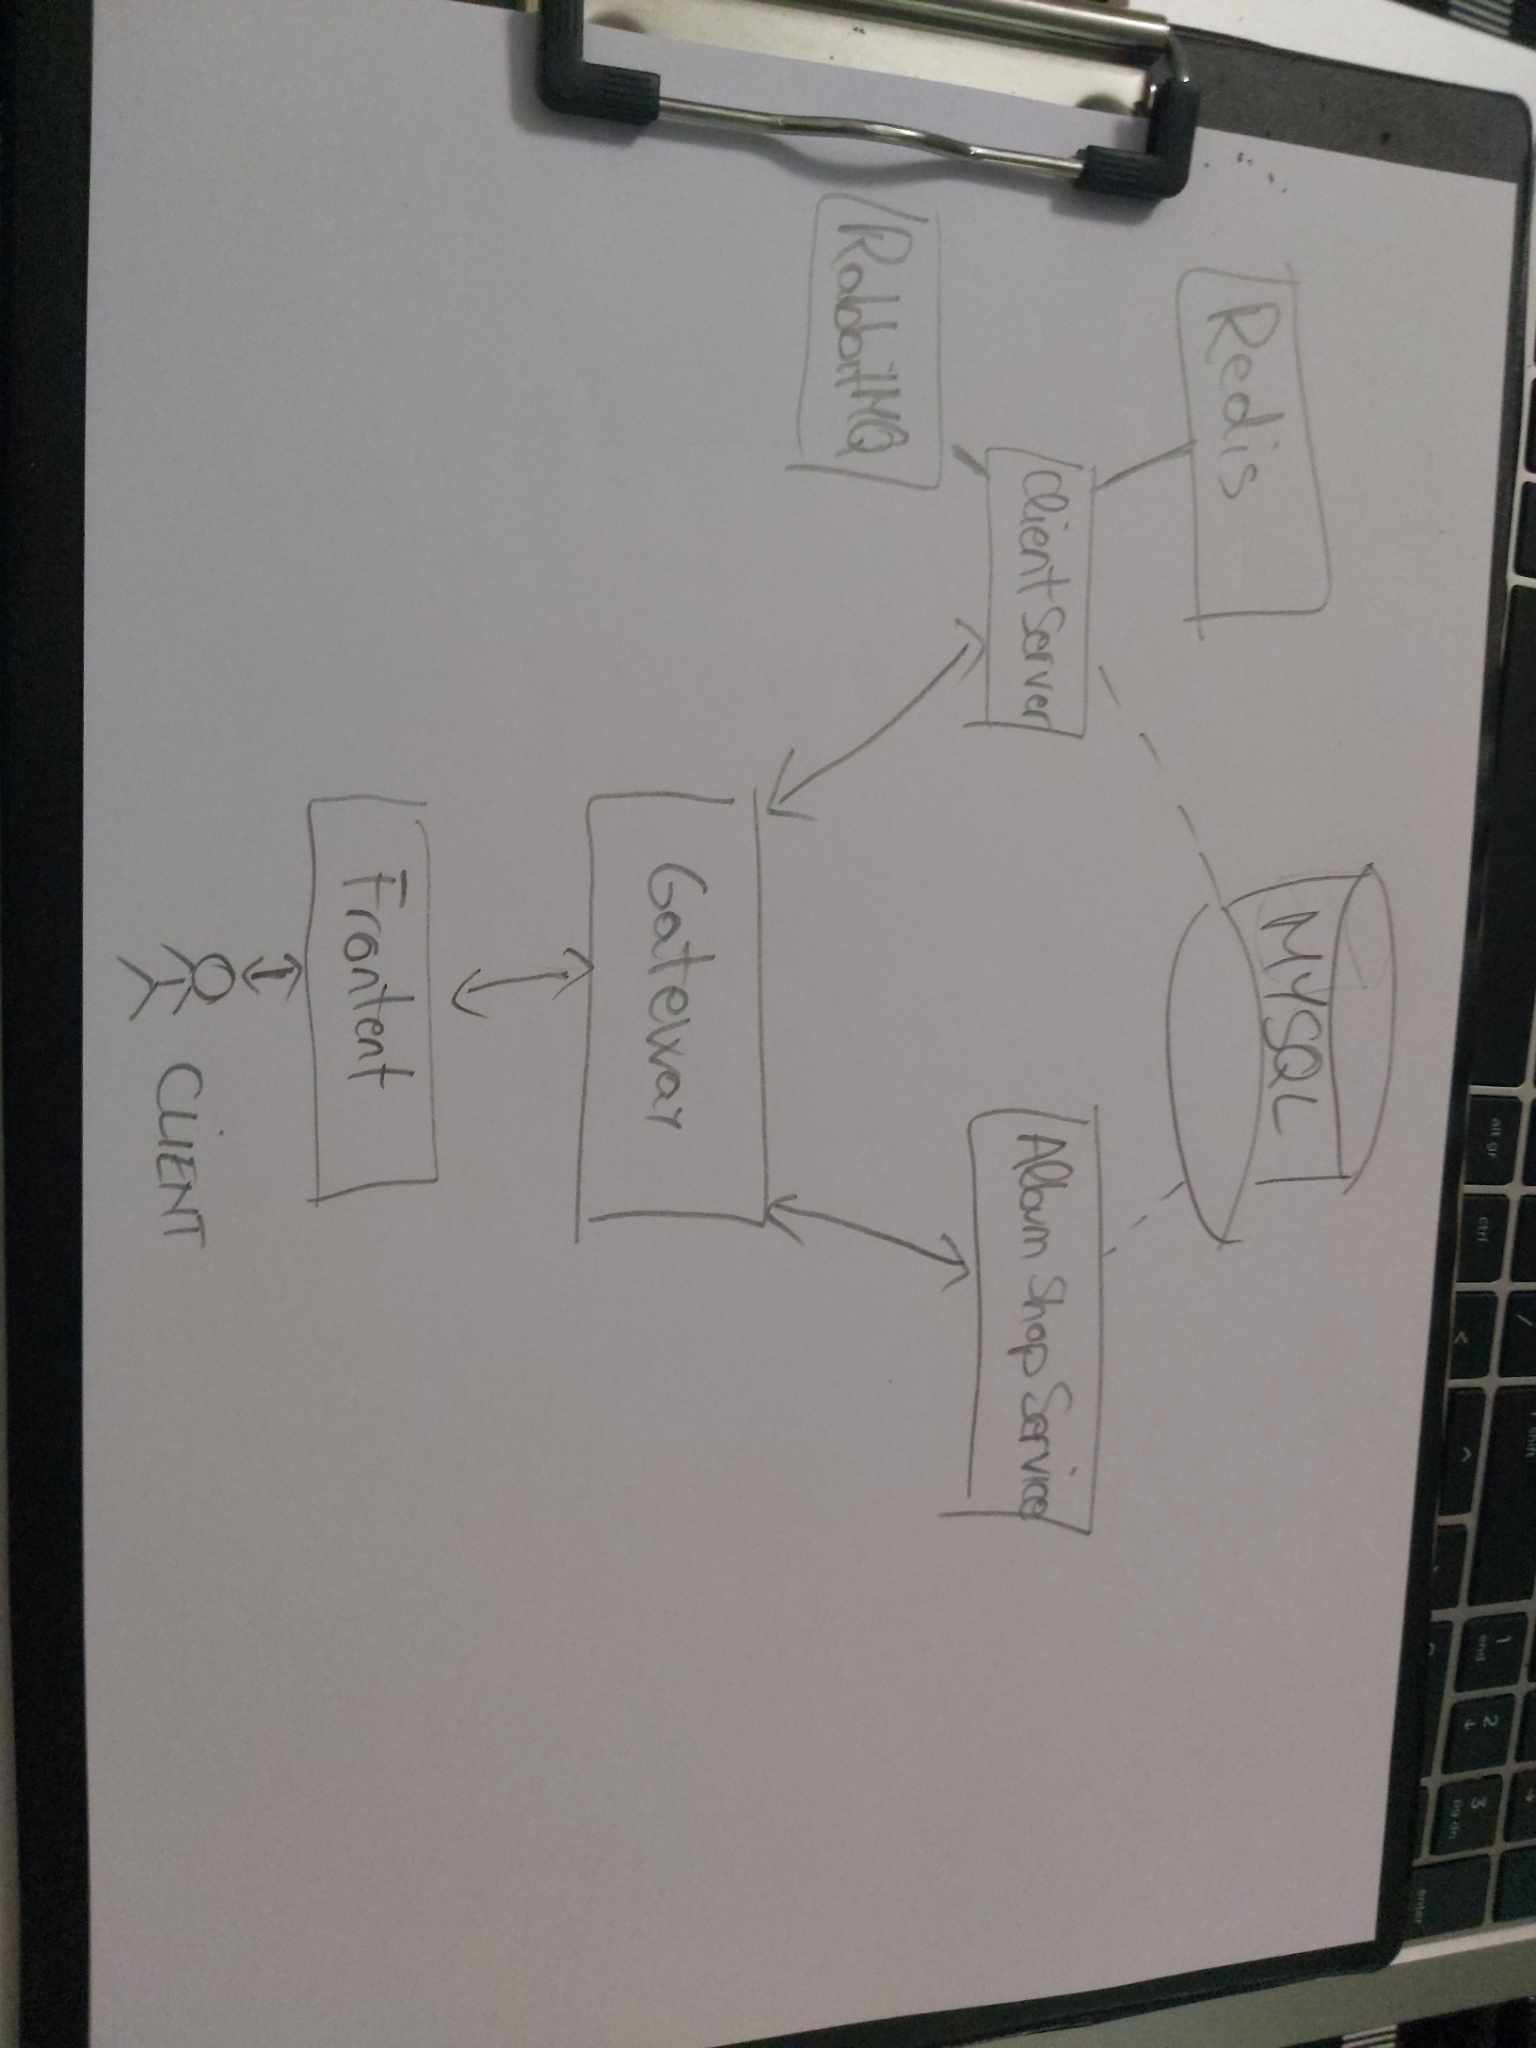 alt gr
ctrl
<
/
shift
^
1
end
2
↓
3
pg dn
enter
MYSQL
Redis
Client Server
Album Shop Service
RabbitMQ
Gateway
Frontent
CLIENT